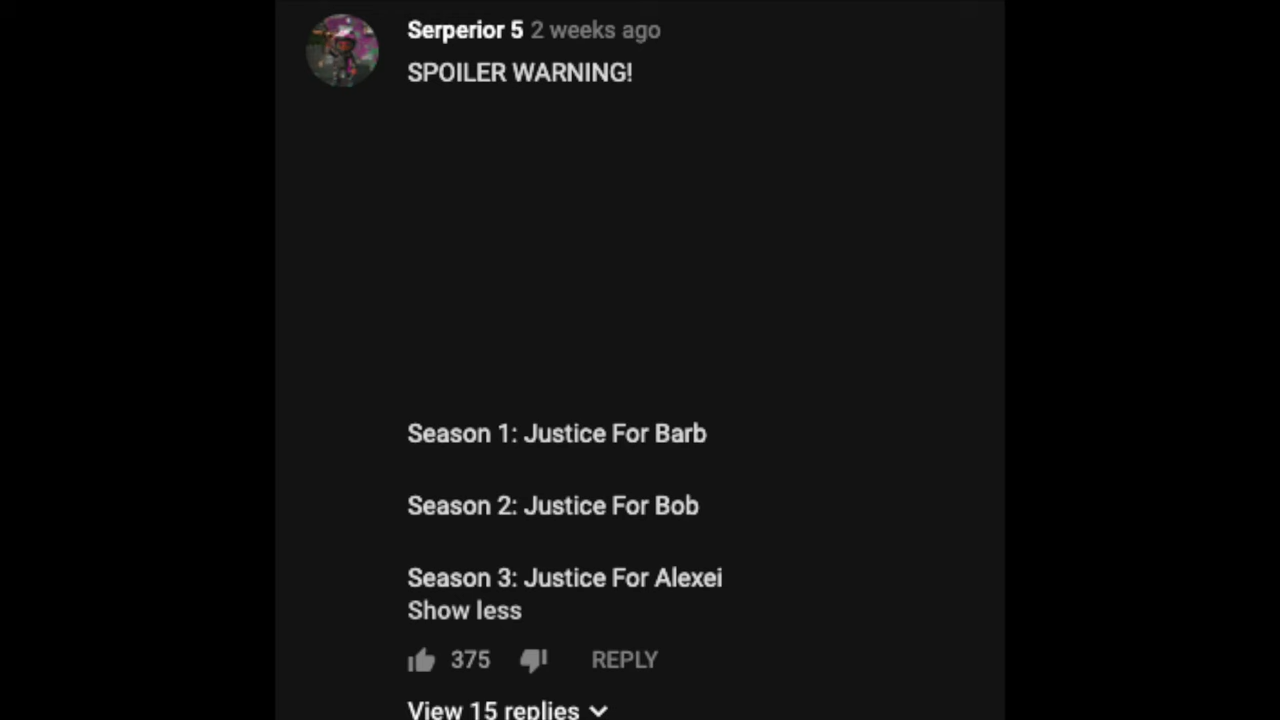 Serperior 5 2 weeks ago
SPOILER WARNING!
Season 1: Justice For Barb
Season 2: Justice For Bob
Season 3: Justice For Alexei
Show less
375 REPLY
View 15 replies